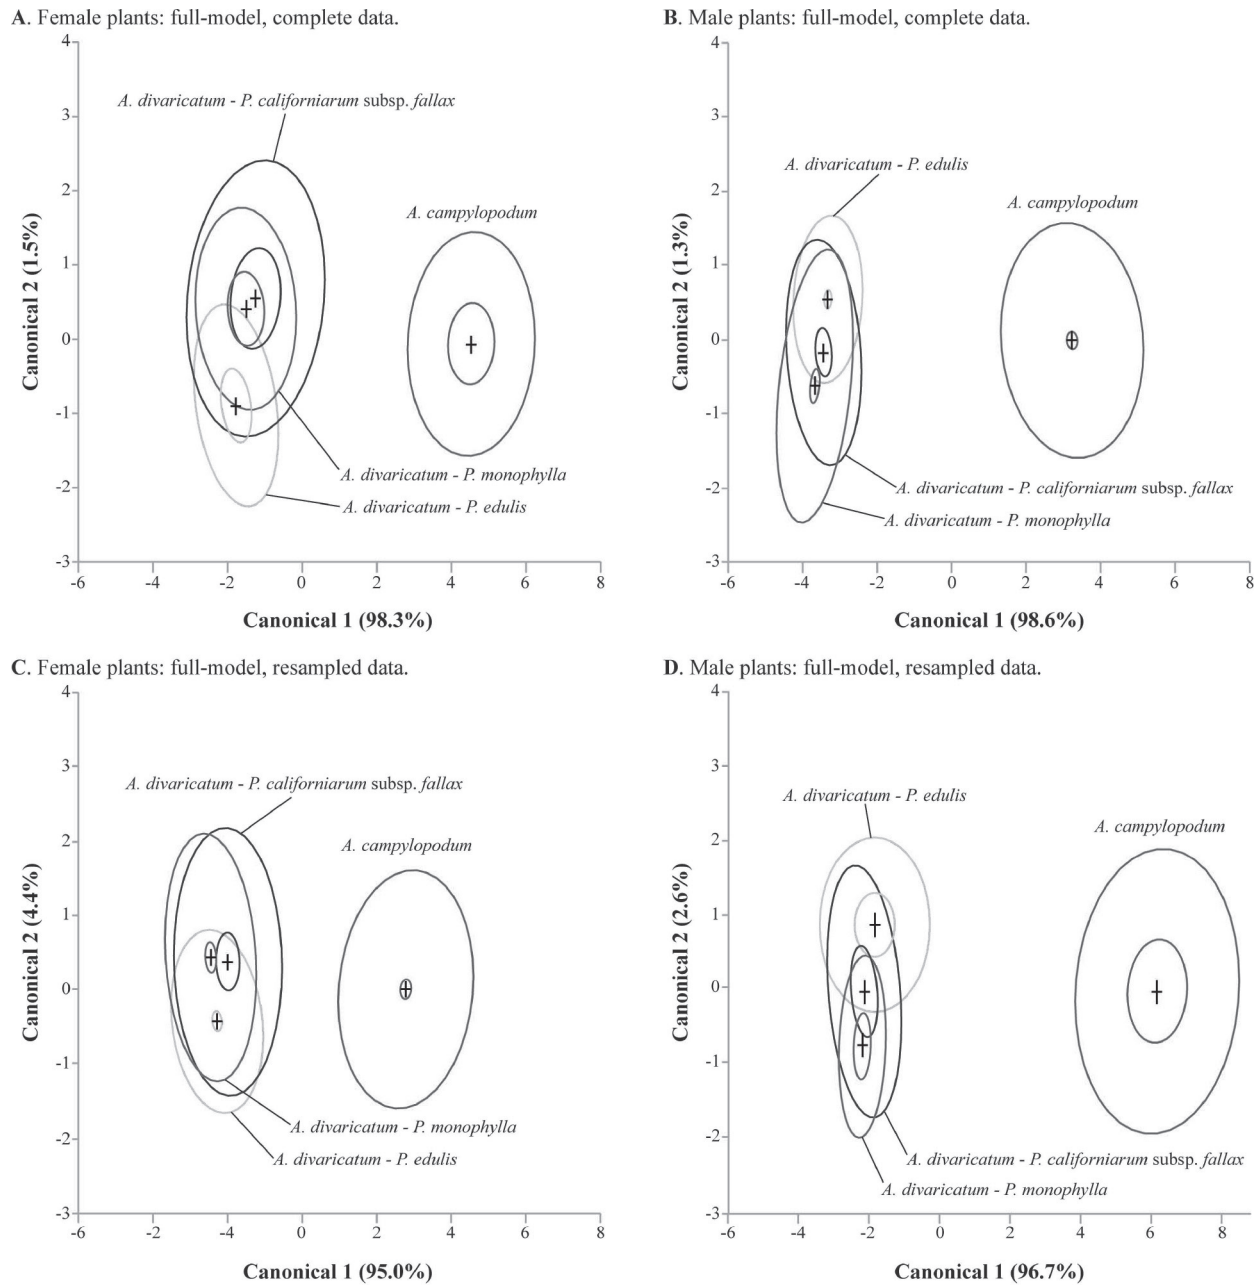 A. Female plants: full-model, complete data.
4
3
2
1
0
-1
-2
-3
-6
-4
-2
0
2
4
6
8
Canonical 2 (1.5%)
Canonical 1 (98.3%)
A. divaricatum - P. californiarum subsp. fallax
A. campylopodum
A. divaricatum - P. monophylla
A. divaricatum - P. edulis
B. Male plants: full-model, complete data.
4
3
2
1
0
-1
-2
-3
-6
-4
-2
0
2
4
6
8
Canonical 2 (1.3%)
Canonical 1 (98.6%)
A. divaricatum - P. edulis
A. campylopodum
A. divaricatum - P. californiarum subsp. fallax
A. divaricatum - P. monophylla
C. Female plants: full-model, resampled data.
4
3
2
1
0
-1
-2
-3
-6
-2
-4
0
2
4
6
8
Canonical 2 (4.4%)
Canonical 1 (95.0%)
A. divaricatum - P. californiarum subsp. fallax
A. campylopodum
A. divaricatum - P. monophylla
A. divaricatum - P. edulis
D. Male plants: full-model, resampled data.
4
3
2
1
0
-1
-2
-3
-6
-4
-2
0
2
4
6
8
Canonical 2 (2.6%)
Canonical 1 (96.7%)
A. divaricatum - P. edulis
A. campylopodum
A. divaricatum - P. californiarum subsp. fallax
A. divaricatum - P. monophylla